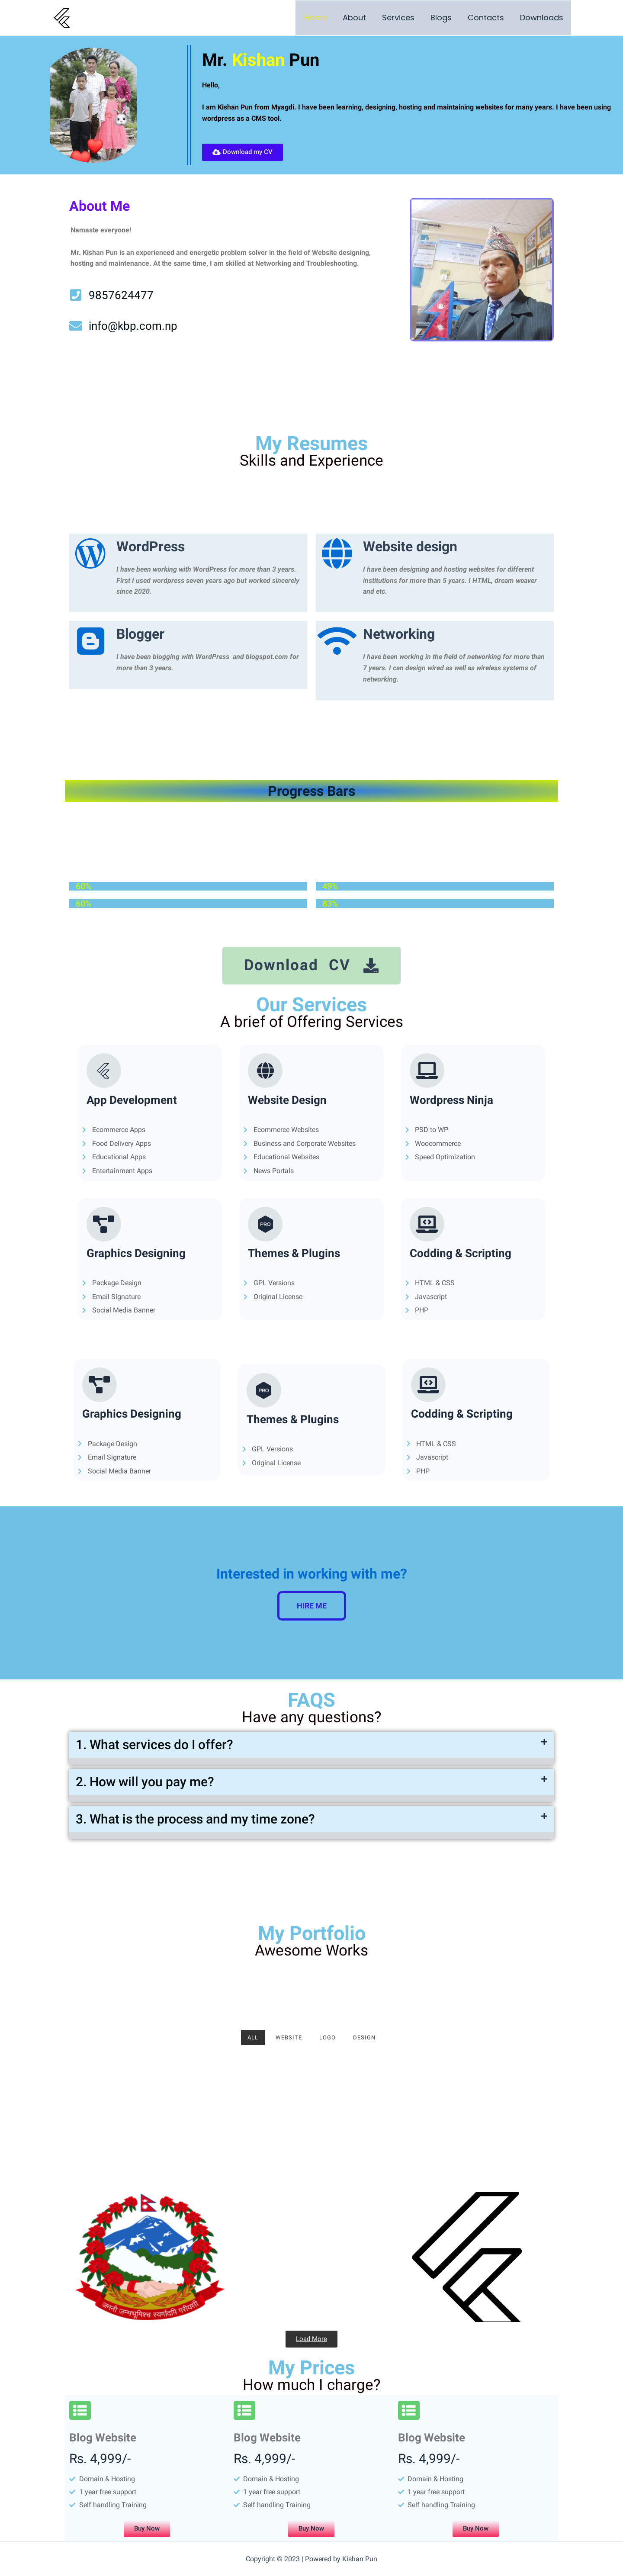 Home About Services Blogs Contacts Downloads
Mr. Kishan Pun
Hello,
I am Kishan Pun from Myagdi. I have been learning, designing, hosting and maintaining websites for many years. I have been using
wordpress as a CMS tool.
Download my CV
About Me
Namaste everyone!
Mr. Kishan Pun is an experienced and energetic problem solver in the field of Website designing,
hosting and maintenance. At the same time, I am skilled at Networking and Troubleshooting.
9857624477
info@kbp.com.np
My Resumes
Skills and Experience
WordPress
I have been working with WordPress for more than 3 years.
First I used wordpress seven years ago but worked sincerely
since 2020.
Website design
I have been designing and hosting websites for different
institutions for more than 5 years. I HTML, dream weaver
and etc.
Blogger
I have been blogging with WordPress and blogspot.com for
more than 3 years.
Networking
I have been working in the field of networking for more than
7 years. I can design wired as well as wireless systems of
networking.
Progress Bars
60%
49%
60%
83%
Download CV
Our Services
A brief of Offering Services
App Development
Ecommerce Apps
Food Delivery Apps
Educational Apps
Entertainment Apps
Website Design
Ecommerce Websites
Business and Corporate Websites
Educational Websites
News Portals
Wordpress Ninja
PSD to WP
Woocommerce
Speed Optimization
Graphics Designing
Package Design
Email Signature
Social Media Banner
PRO
Themes & Plugins
GPL Versions
Original License
Codding & Scripting
HTML & CSS
Javascript
PHP
Graphics Designing
Package Design
Email Signature
Social Media Banner
PRO
Themes & Plugins
GPL Versions
Original License
Codding & Scripting
HTML & CSS
Javascript
PHP
Interested in working with me?
HIRE ME
FAQS
Have any questions?
1. What services do I offer?
2. How will you pay me?
3. What is the process and my time zone?
My Portfolio
Awesome Works
ALL WEBSITE LOGO DESIGN
जननी जन्मभूमिश्च स्वर्गादपि गरीयसी
Load More
My Prices
How much I charge?
Blog Website
Rs. 4,999/-
Domain & Hosting
1 year free support
Self handling Training
Buy Now
Blog Website
Rs. 4,999/-
Domain & Hosting
1 year free support
Self handling Training
Buy Now
Blog Website
Rs. 4,999/-
Domain & Hosting
1 year free support
Self handling Training
Buy Now
Copyright © 2023 | Powered by Kishan Pun